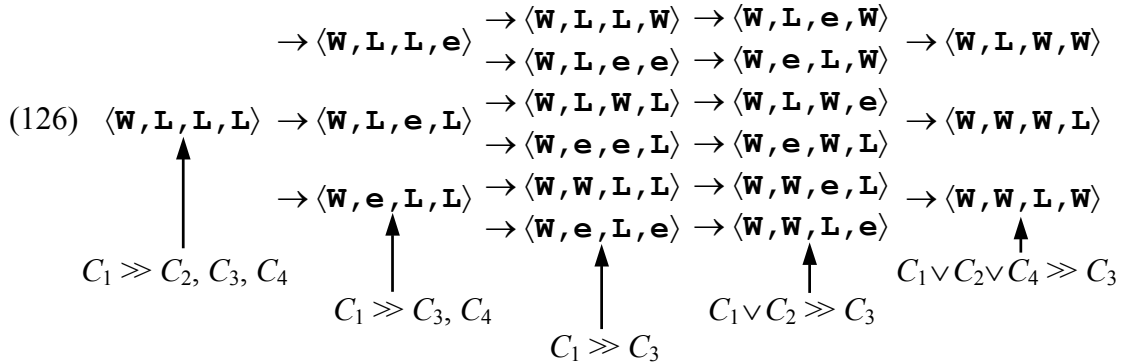 → ⟨W,L,L,W⟩ → ⟨W,L,e,W⟩
→ ⟨W,L,L,e⟩ → ⟨W,L,W,W⟩
→ ⟨W,L,e,e⟩ → ⟨W,e,L,W⟩
(126) ⟨W,L,L,L⟩ → ⟨W,L,e,L⟩ → ⟨W,L,W,L⟩ → ⟨W,L,W,e⟩ → ⟨W,W,W,L⟩
→ ⟨W,e,e,L⟩ → ⟨W,e,W,L⟩
→ ⟨W,e,L,L⟩ → ⟨W,W,L,L⟩ → ⟨W,W,e,L⟩ → ⟨W,W,L,W⟩
→ ⟨W,e,L,e⟩ → ⟨W,W,L,e⟩
C₁ ≫ C₂, C₃, C₄ C₁∨C₂∨C₄ ≫ C₃
C₁ ≫ C₃, C₄ C₁∨C₂ ≫ C₃
C₁ ≫ C₃